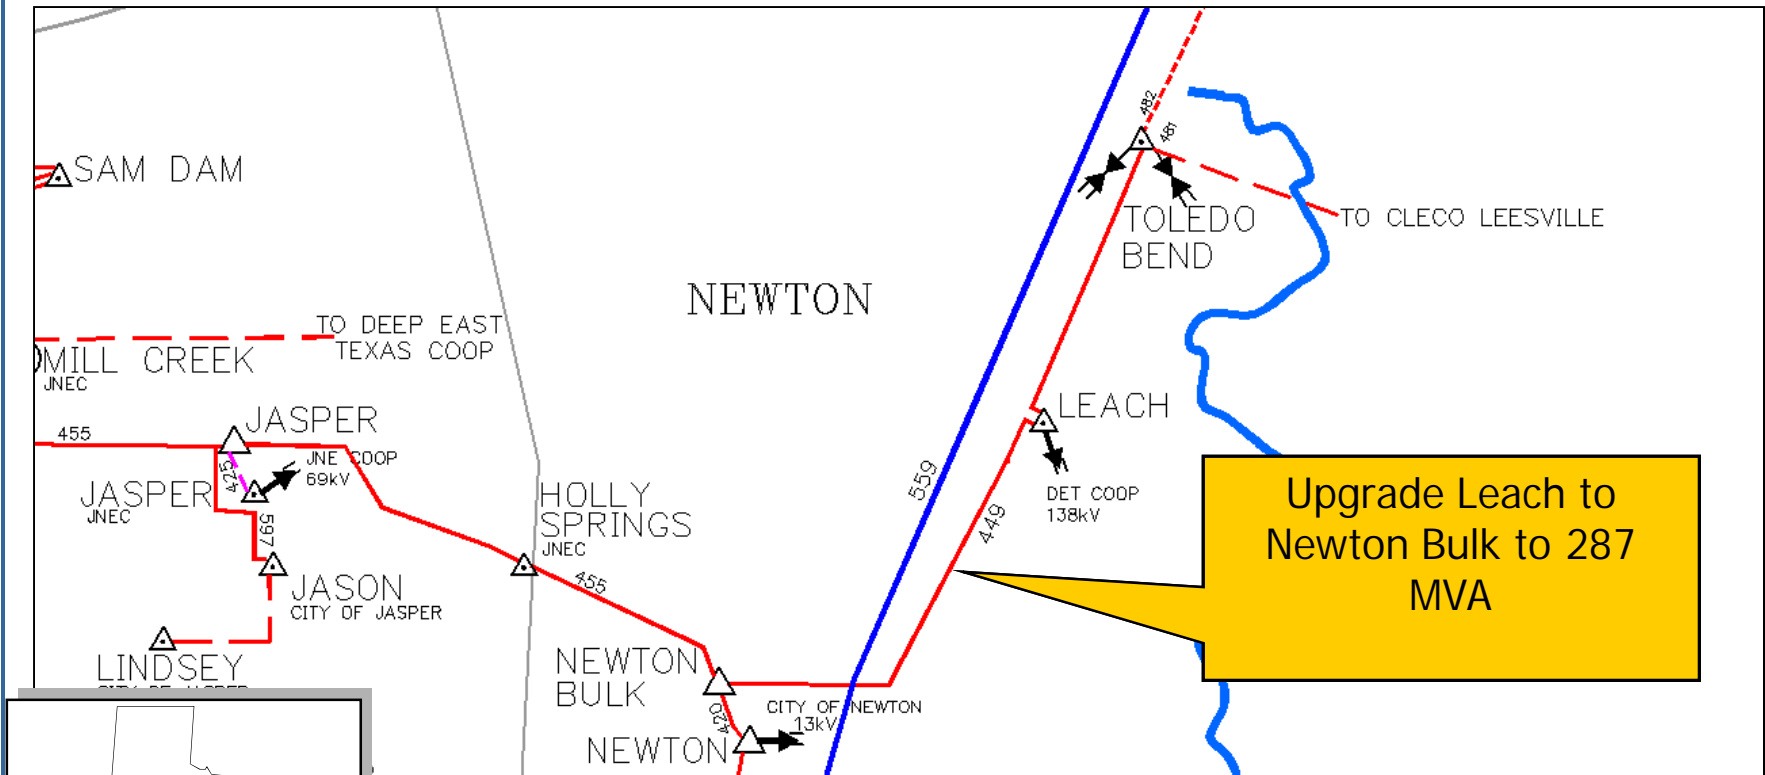 482
481
SAM DAM
TOLEDO
BEND
TO CLECO LEESVILLE
NEWTON
TO DEEP EAST
TEXAS COOP
MILL CREEK
JNEC
JASPER
LEACH
455
JNE COOP
69kV
425
JASPER
JNEC
597
HOLLY
SPRINGS
JNEC
559
449
DET COOP
138kV
Upgrade Leach to
Newton Bulk to 287
MVA
455
JASON
CITY OF JASPER
LINDSEY
CITY OF JASPER
NEWTON
BULK
420
CITY OF NEWTON
13kV
NEWTON